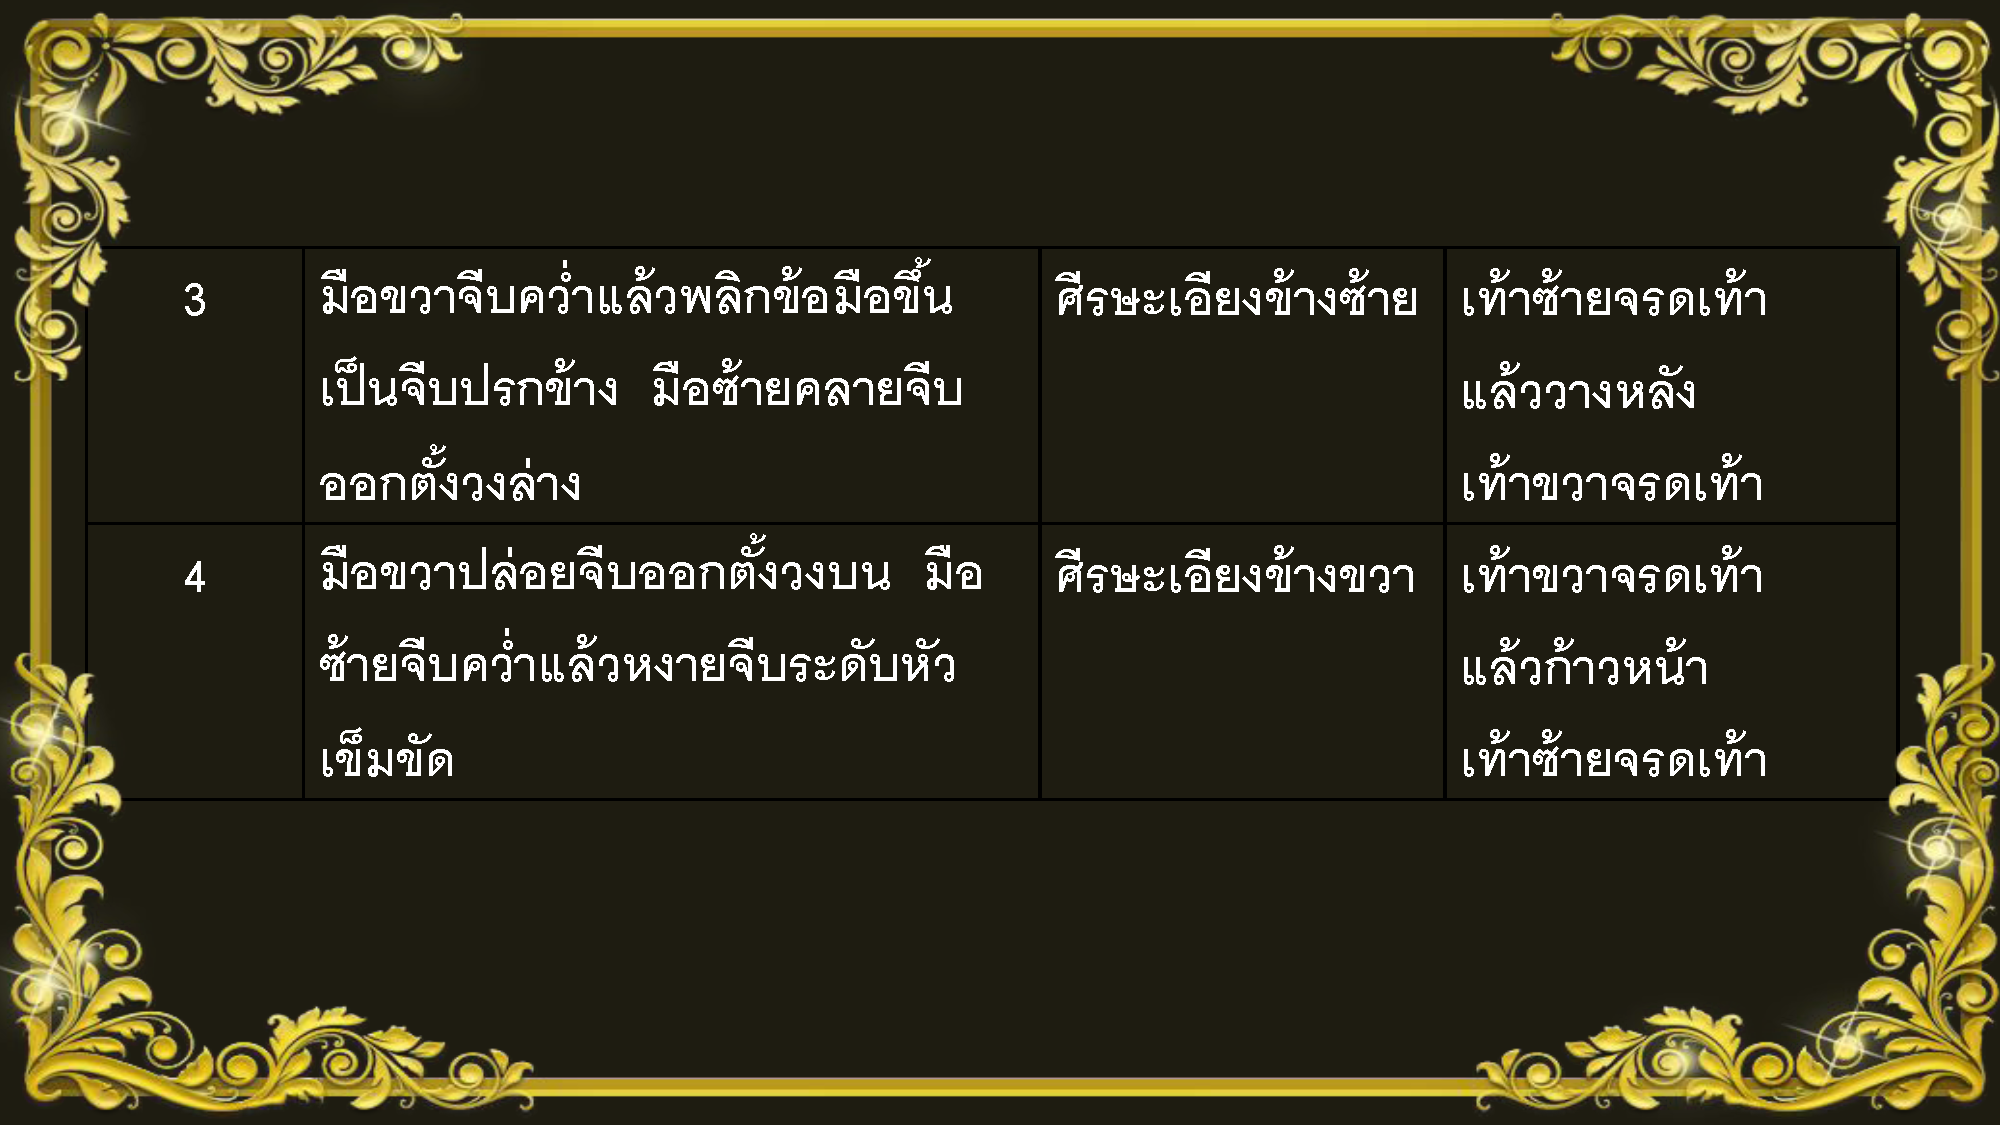 3
มือขวาจีบคว่ำแล้วพลิกข้อมือขึ้น
เป็นจีบปรกข้าง มือซ้ายคลายจีบ
ออกตั้งวงล่าง
ศีรษะเอียงข้างซ้าย
เท้าซ้ายจรดเท้า
แล้ววางหลัง
เท้าขวาจรดเท้า
4
มือขวาปล่อยจีบออกตั้งวงบน มือ
ซ้ายจีบคว่ำแล้วหงายจีบระดับหัว
เข็มขัด
ศีรษะเอียงข้างขวา
เท้าขวาจรดเท้า
แล้วก้าวหน้า
เท้าซ้ายจรดเท้า